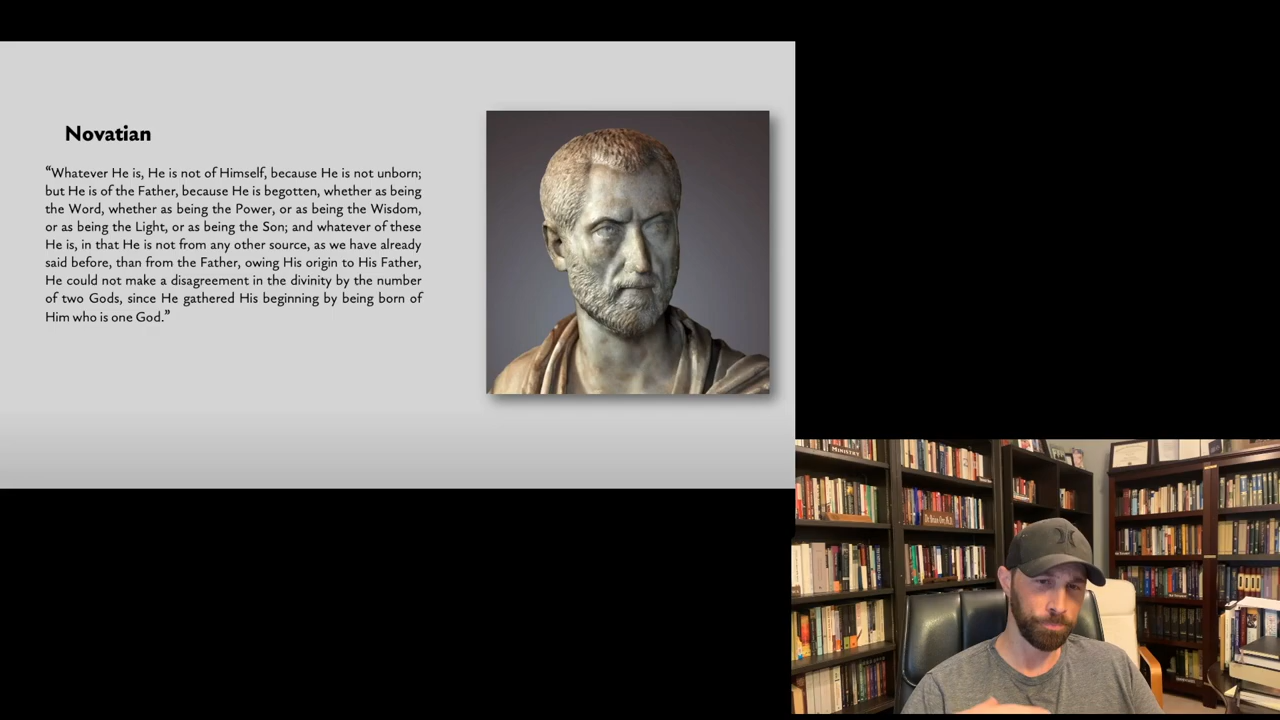 Novatian
“Whatever He is, He is not of Himself, because He is not unborn;
but He is of the Father, because He is begotten, whether as being
the Word, whether as being the Power, or as being the Wisdom,
or as being the Light, or as being the Son; and whatever of these
He is, in that He is not from any other source, as we have already
said before, than from the Father, owing His origin to His Father,
He could not make a disagreement in the divinity by the number
of two Gods, since He gathered His beginning by being born of
Him who is one God.”
MINISTRY